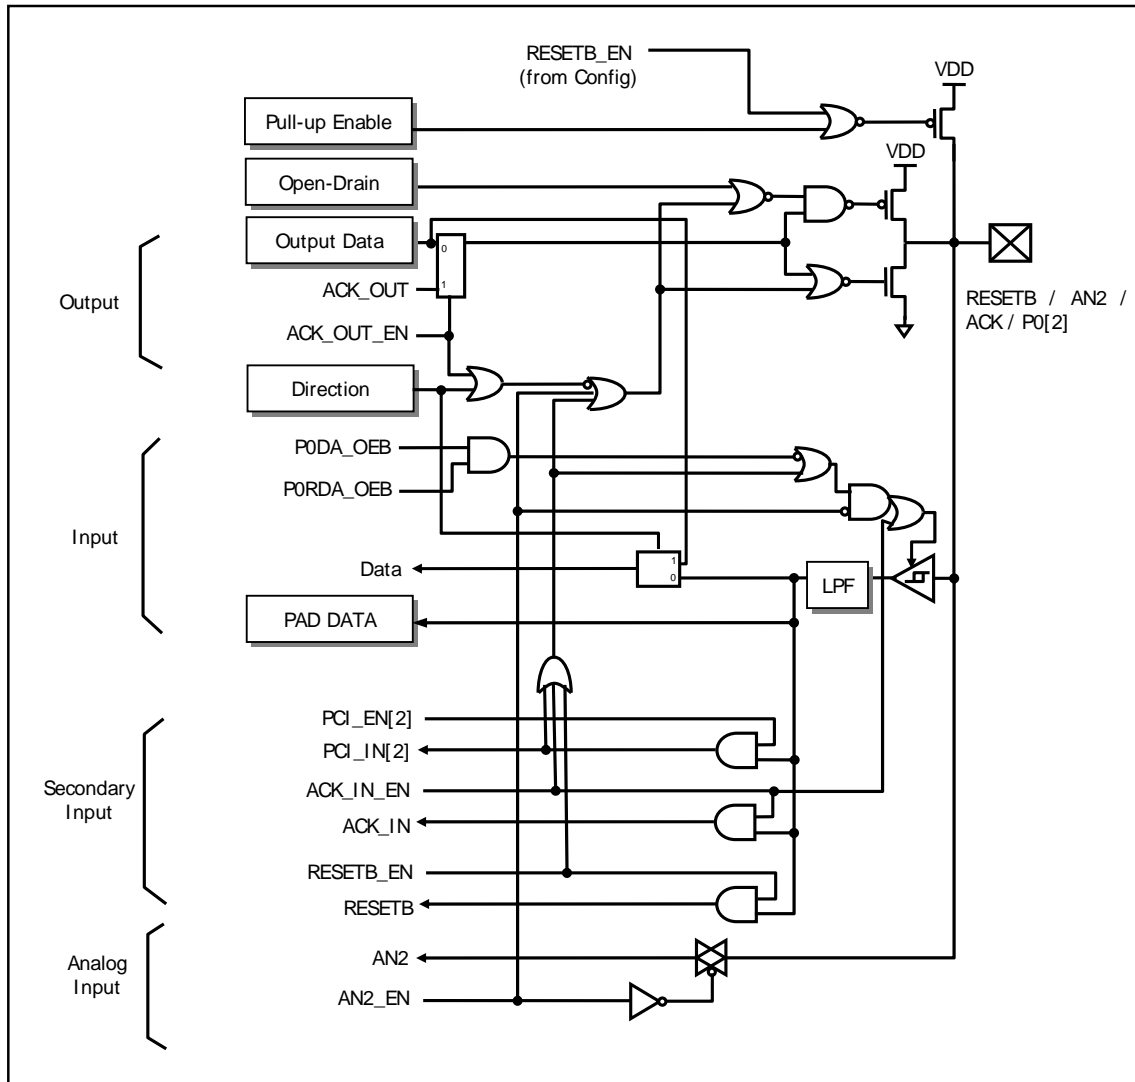 RESETB_EN
(from Config)
VDD
Pull-up Enable
VDD
Open-Drain
Output Data
0
1
ACK_OUT
Output
RESETB / AN2 /
ACK / P0[2]
ACK_OUT_EN
Direction
P0DA_OEB
P0RDA_OEB
Input
Data
1
0
LPF
PAD DATA
PCI_EN[2]
PCI_IN[2]
Secondary
Input
ACK_IN_EN
ACK_IN
RESETB_EN
RESETB
Analog
Input
AN2
AN2_EN